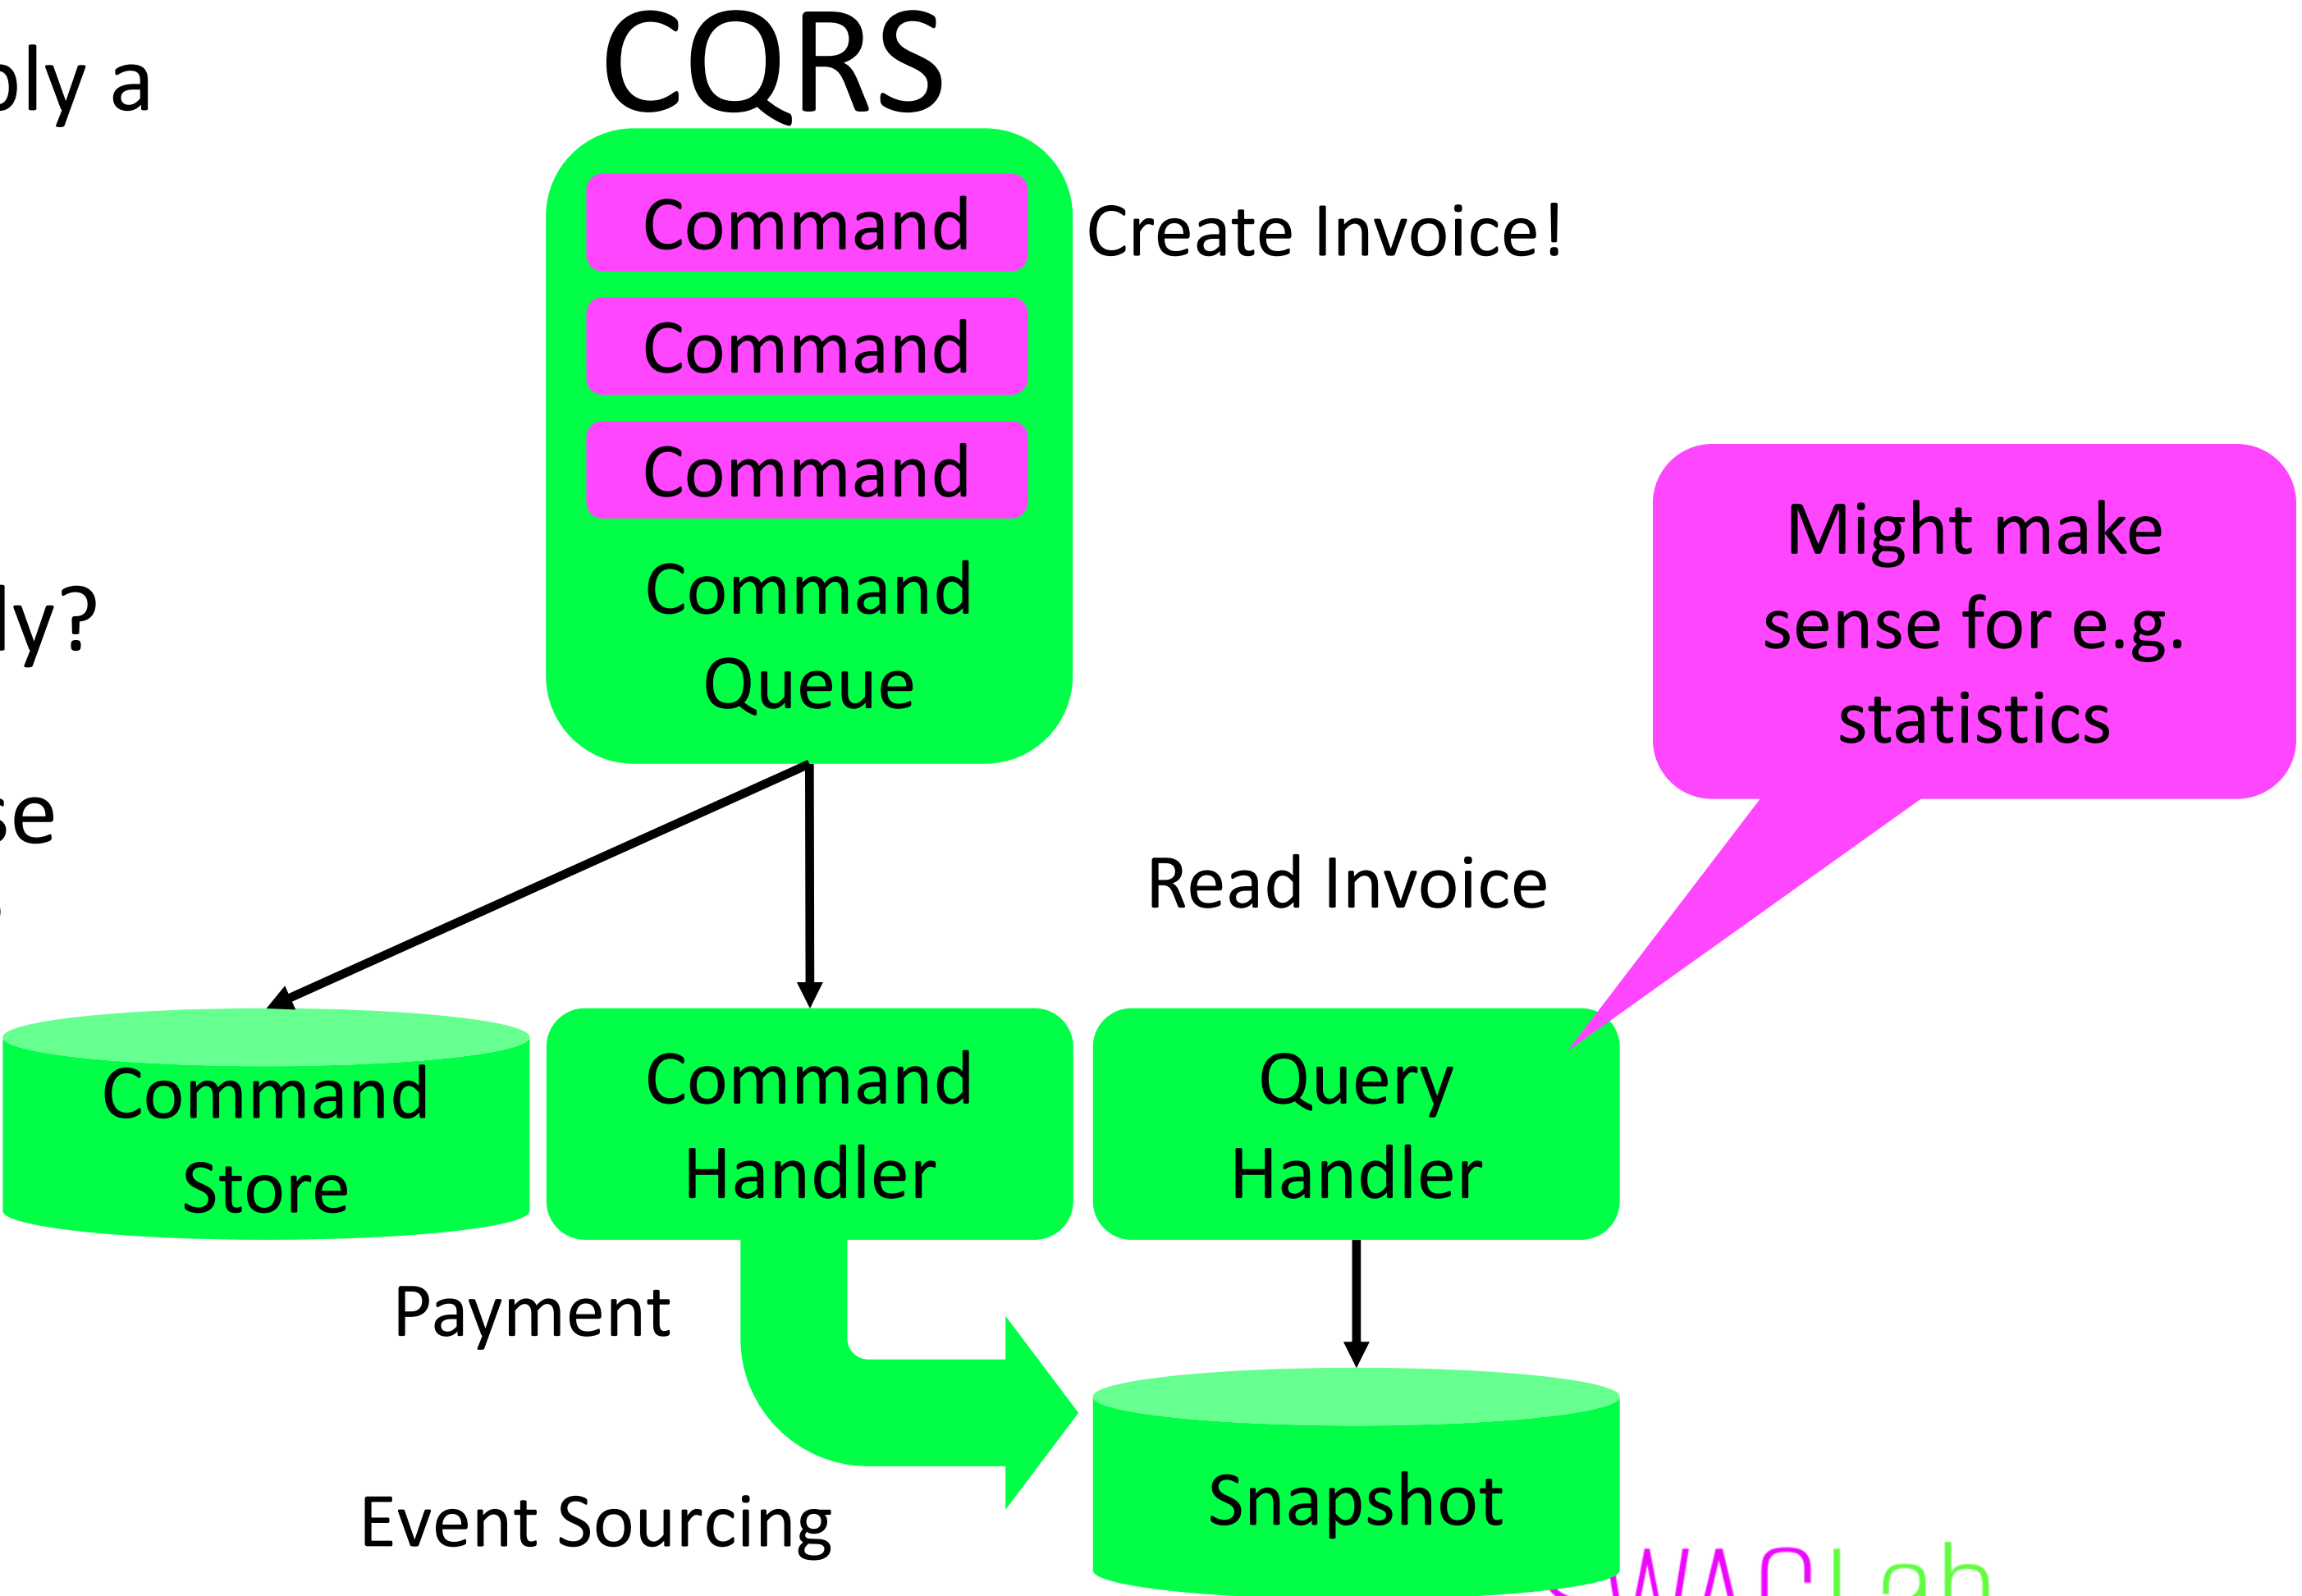 CQRS
ply a
Command
Create Invoice!
Command
Command
Command
Queue
ly?
Might make
sense for e.g.
statistics
se
Read Invoice
Command
Store
Command
Handler
Query
Handler
Payment
Snapshot
Event Sourcing